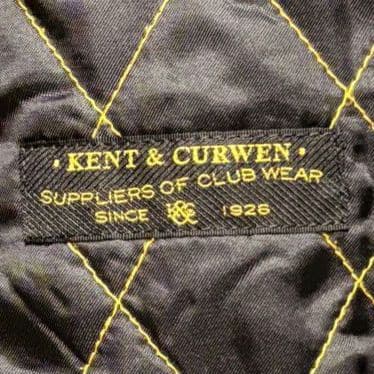 • KENT & CURWEN •
SUPPLIERS OF CLUB WEAR
SINCE 1926